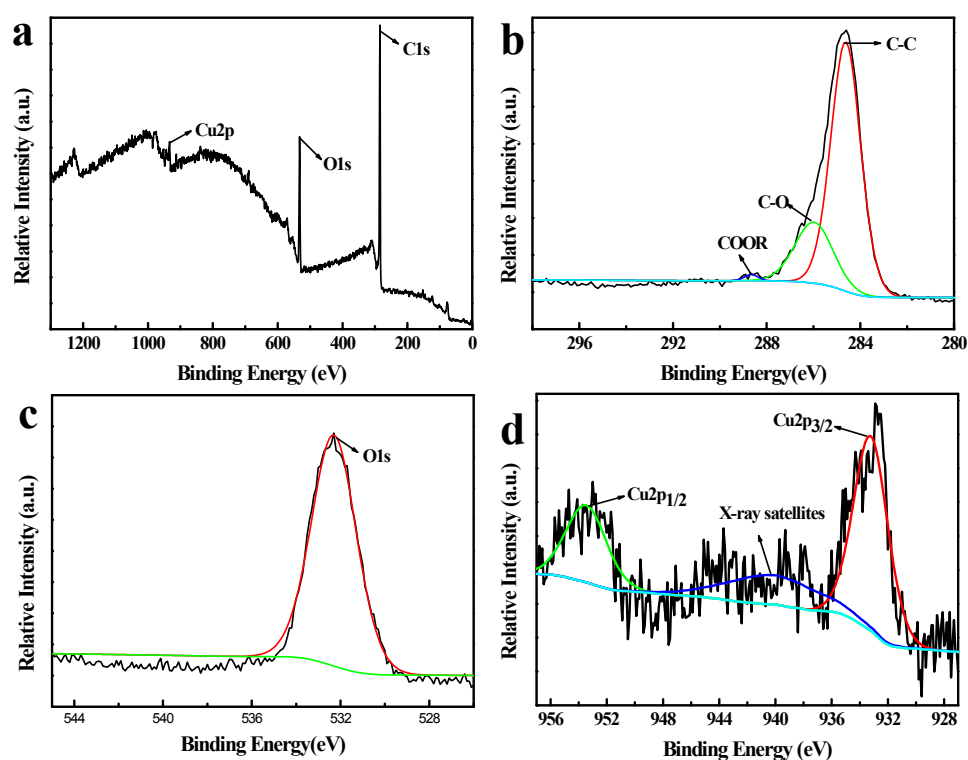 a
C1s
Cu2p
O1s
Relative Intensity (a.u.)
1200 1000 800 600 400 200 0
Binding Energy (eV)
b
C-C
C-O
COOR
Relative Intensity (a.u.)
296 292 288 284 280
Binding Energy(eV)
c
O1s
Relative Intensity (a.u.)
544 540 536 532 528
Binding Energy(eV)
d
Cu2p3/2
Cu2p1/2
X-ray satellites
Relative Intensity (a.u.)
956 952 948 944 940 936 932 928
Binding Energy (eV)